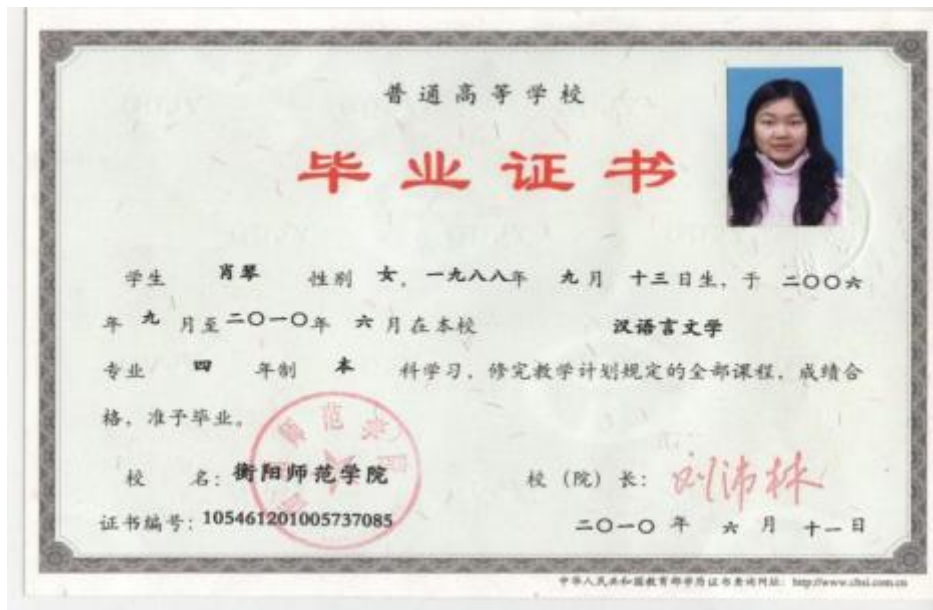 普通高等学校
毕业证书
学生 肖琴 性别 女，一九八八年 九月 十三日生，于 二〇〇六
年 九 月至二〇一〇年 六月在本校 汉语言文学
专业 四 年制 本 科学习，修完教学计划规定的全部课程，成绩合
格，准予毕业。
校 名：衡阳师范学院 校（院）长：刘沛林
证书编号：105461201005737085 二〇一〇 年 六 月 十一日
中华人民共和国教育部学历证书查询网址：http://www.chsi.com.cn